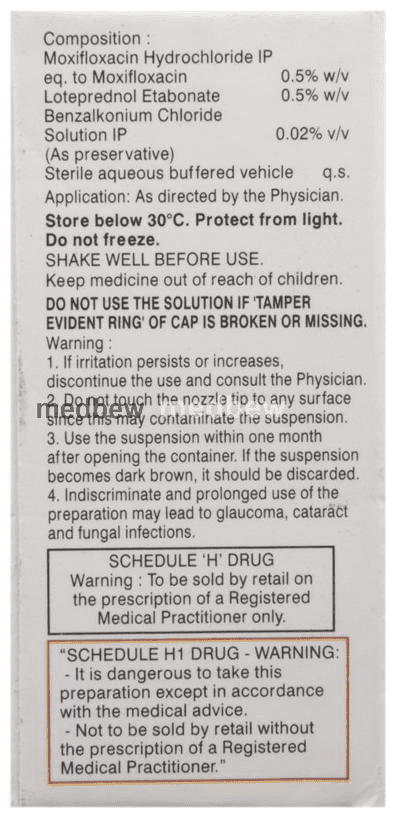 Composition :
Moxifloxacin Hydrochloride IP
eq. to Moxifloxacin 0.5% w/v
Loteprednol Etabonate 0.5% w/v
Benzalkonium Chloride
Solution IP 0.02% v/v
(As preservative)
Sterile aqueous buffered vehicle q.s.
Application: As directed by the Physician.
Store below 30°C. Protect from light.
Do not freeze.
SHAKE WELL BEFORE USE.
Keep medicine out of reach of children.
DO NOT USE THE SOLUTION IF 'TAMPER
EVIDENT RING' OF CAP IS BROKEN OR MISSING.
Warning :
1. If irritation persists or increases,
discontinue the use and consult the Physician.
2. Do not touch the nozzle tip to any surface
medbew medbew
since this may contaminate the suspension.
3. Use the suspension within one month
after opening the container. If the suspension
becomes dark brown, it should be discarded.
4. Indiscriminate and prolonged use of the
preparation may lead to glaucoma, cataract
and fungal infections.
SCHEDULE 'H' DRUG
Warning : To be sold by retail on
the prescription of a Registered
Medical Practitioner only.
"SCHEDULE H1 DRUG - WARNING:
- It is dangerous to take this
preparation except in accordance
with the medical advice.
- Not to be sold by retail without
the prescription of a Registered
Medical Practitioner."